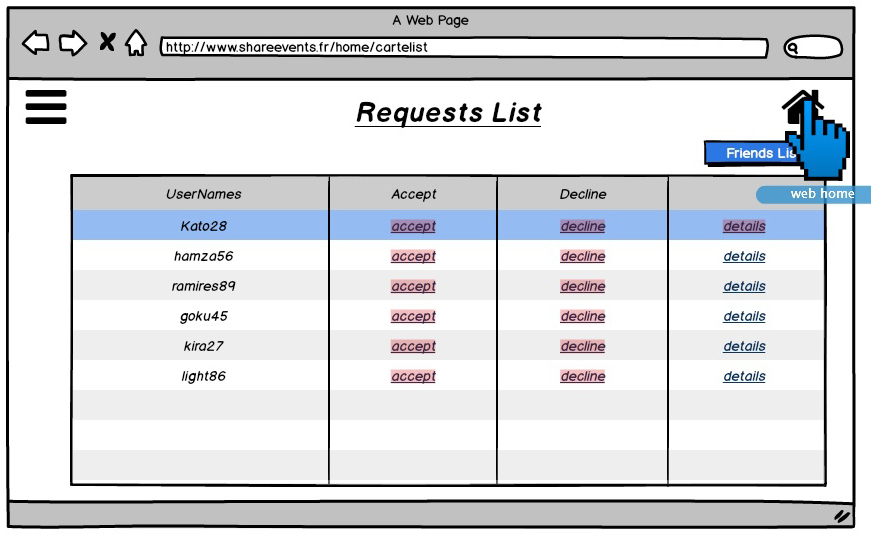 A Web Page
http://www.shareevents.fr/home/cartelist
Requests List
Friends Lis
web home
UserNames Accept Decline
Kato28 accept decline details
hamza56 accept decline details
ramires89 accept decline details
goku45 accept decline details
kira27 accept decline details
light86 accept decline details